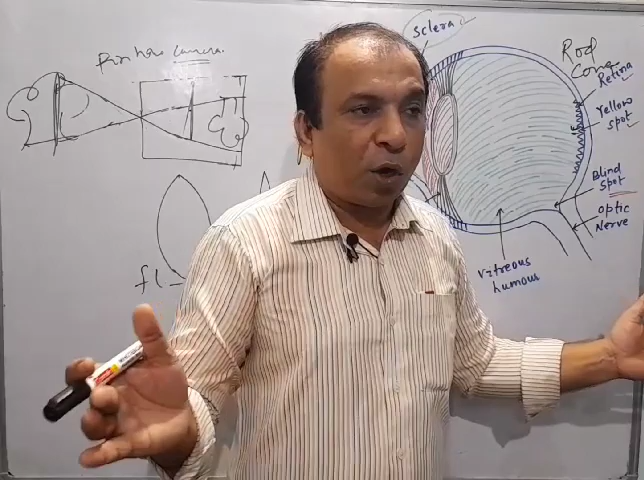 Pin hole camera.
sclera
Rod
Cone
Retina
Yellow
spot
Blind
spot
optic
Nerve
vitreous
humous